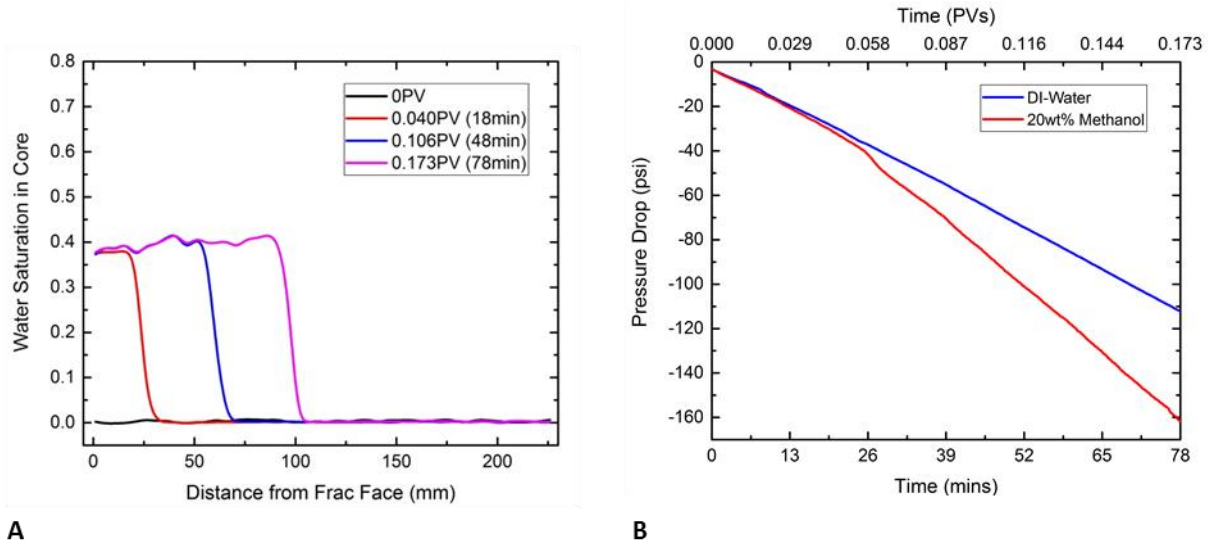 0.8
0.7
0.6
0.5
0.4
0.3
0.2
0.1
0.0
Water Saturation in Core
0PV
0.040PV (18min)
0.106PV (48min)
0.173PV (78min)
0 50 100 150 200
Distance from Frac Face (mm)
A
Time (PVs)
0.000 0.029 0.058 0.087 0.116 0.144 0.173
0
-20
-40
-60
-80
-100
-120
-140
-160
Pressure Drop (psi)
DI-Water
20wt% Methanol
0 13 26 39 52 65 78
Time (mins)
B